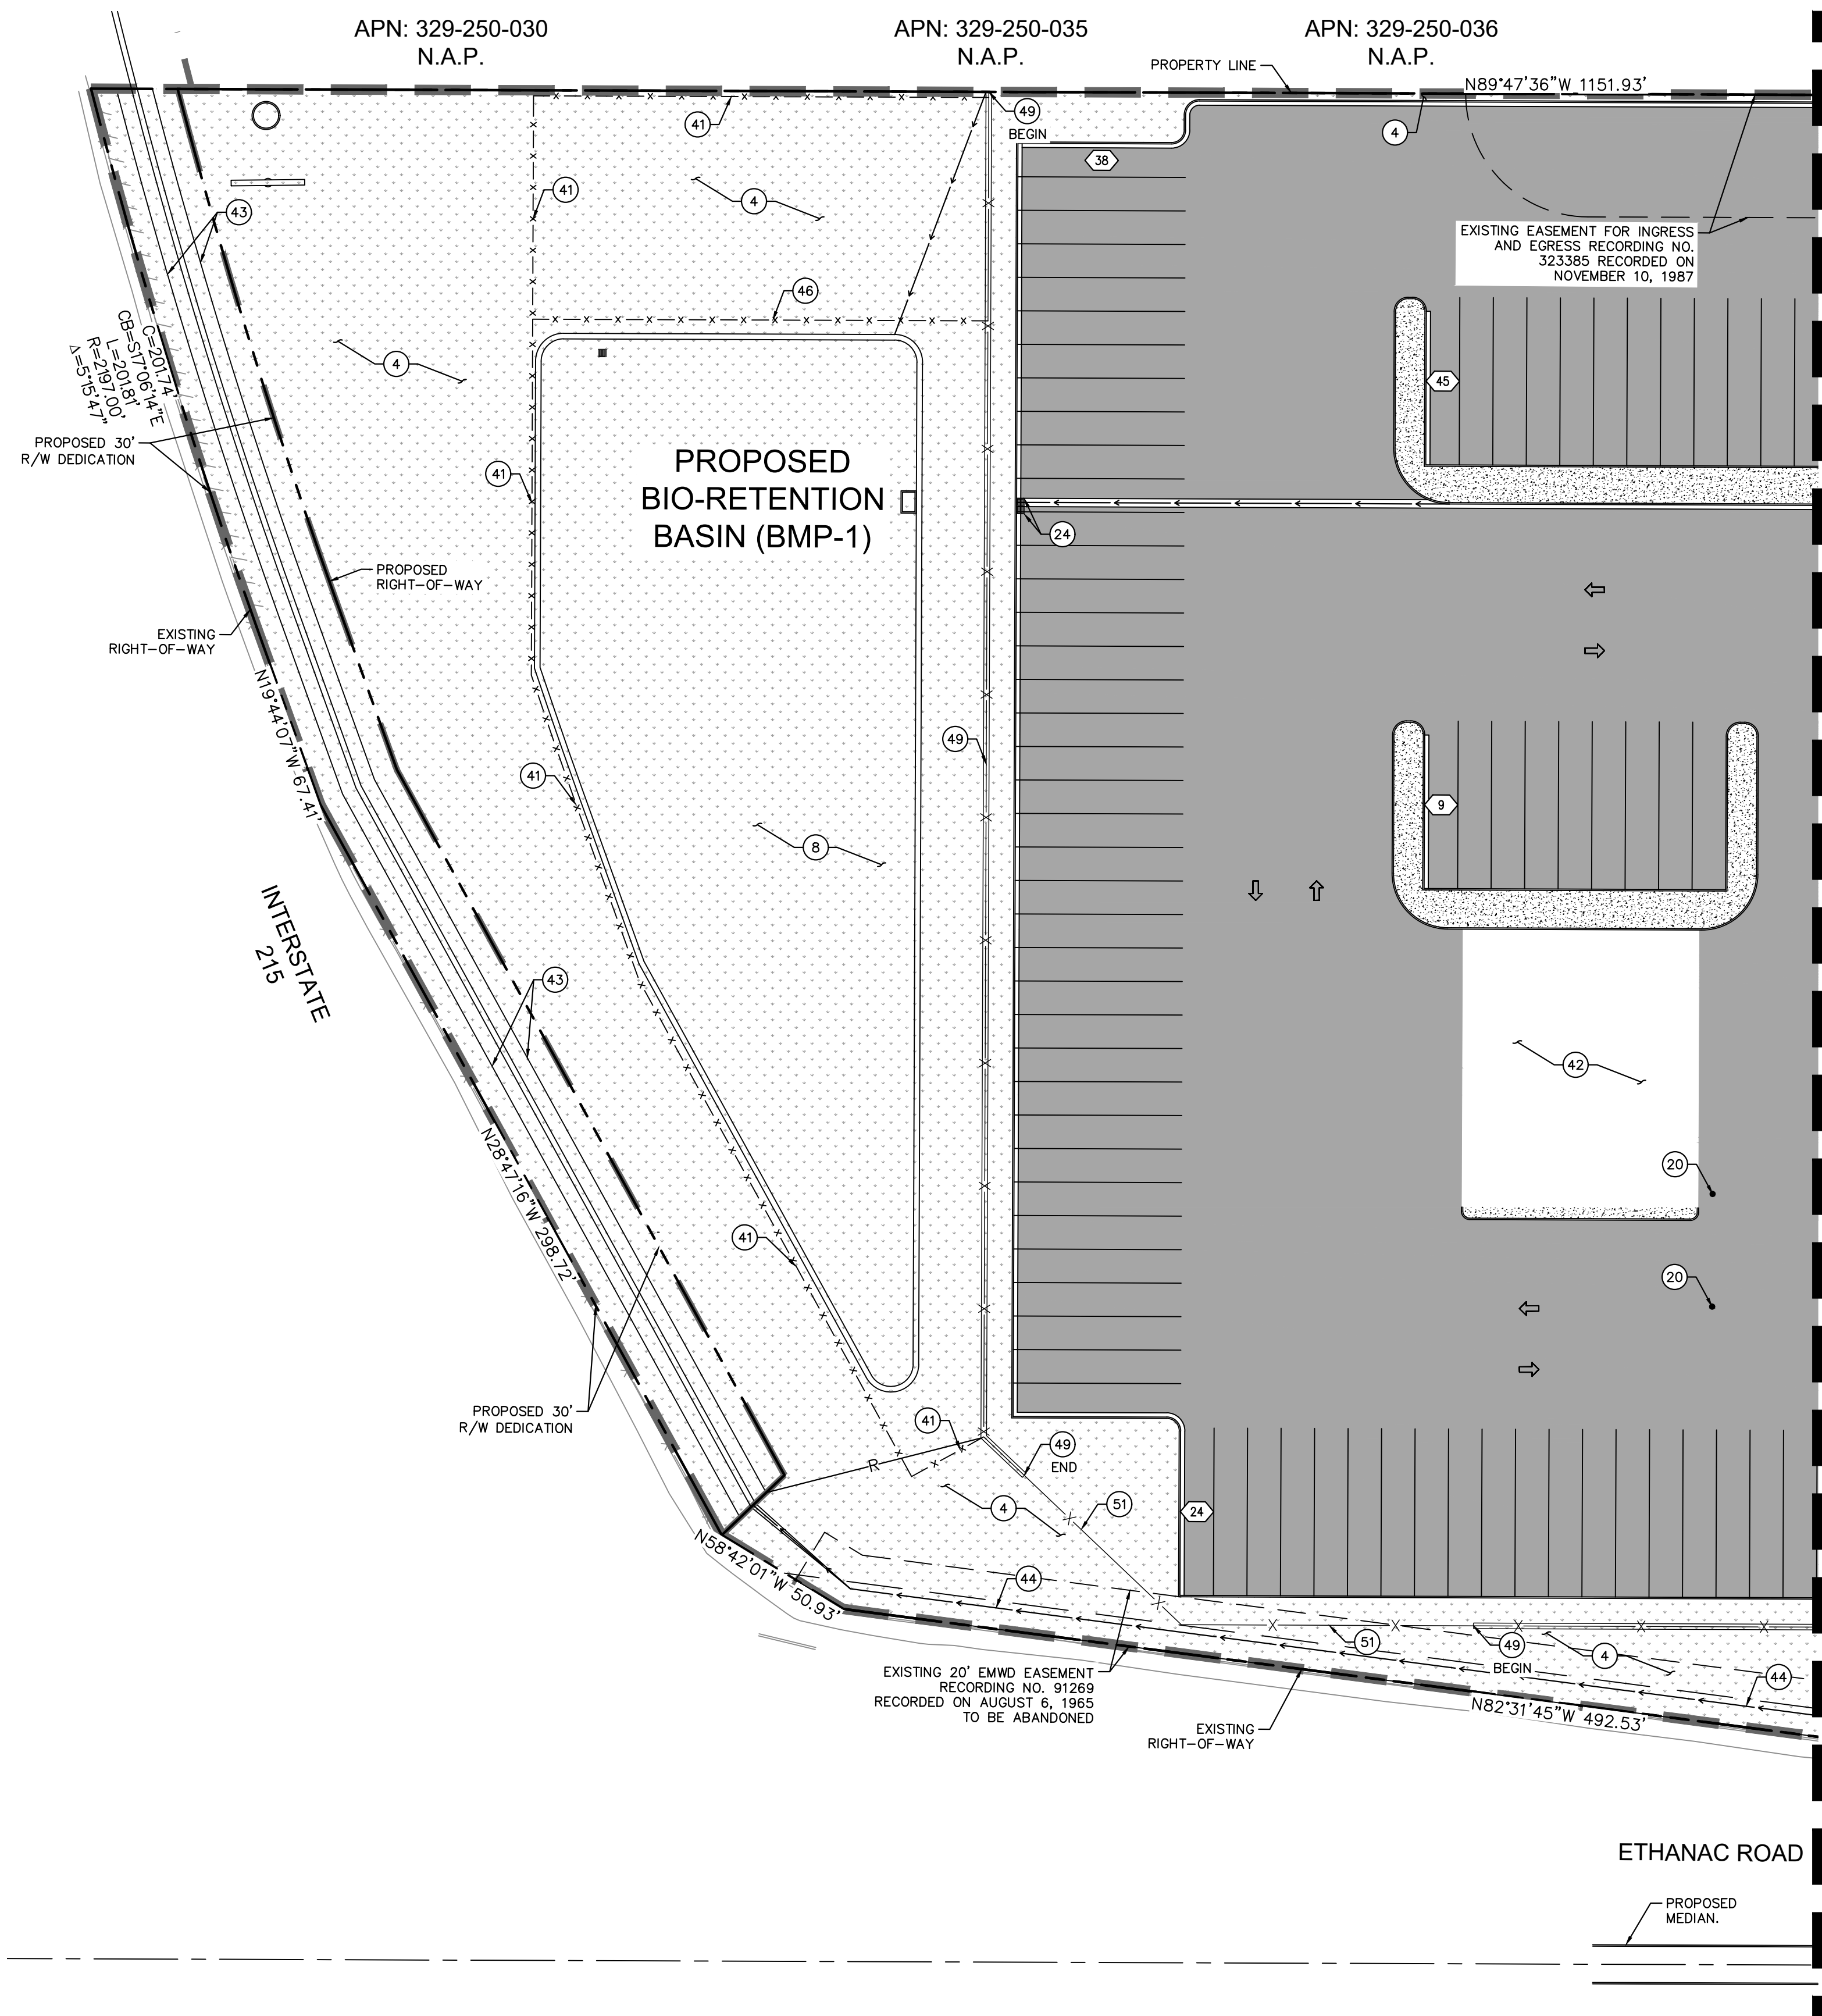 APN: 329-250-030
N.A.P.
APN: 329-250-035
N.A.P.
APN: 329-250-036
N.A.P.
PROPERTY LINE
N89°47'36"W 1151.93'
41
49
BEGIN
4
38
41
4
43
EXISTING EASEMENT FOR INGRESS
AND EGRESS RECORDING NO.
323385 RECORDED ON
NOVEMBER 10, 1987
46
C=201.74'
CB=S17°06'14"E
L=201.81'
R=2197.00'
Δ=5°15'47"
4
45
PROPOSED 30'
R/W DEDICATION
41
PROPOSED
BIO-RETENTION
BASIN (BMP-1)
24
PROPOSED
RIGHT-OF-WAY
EXISTING
RIGHT-OF-WAY
N19°44'07"W 67.41'
49
41
9
8
INTERSTATE
215
43
42
N28°47'16"W 298.72'
20
41
20
PROPOSED 30'
R/W DEDICATION
41
49
END
R
4
51
24
N58°42'01"W 50.93'
44
51
49
BEGIN
4
44
EXISTING 20' EMWD EASEMENT
RECORDING NO. 91269
RECORDED ON AUGUST 6, 1965
TO BE ABANDONED
EXISTING
RIGHT-OF-WAY
N82°31'45"W 492.53'
ETHANAC ROAD
PROPOSED
MEDIAN.